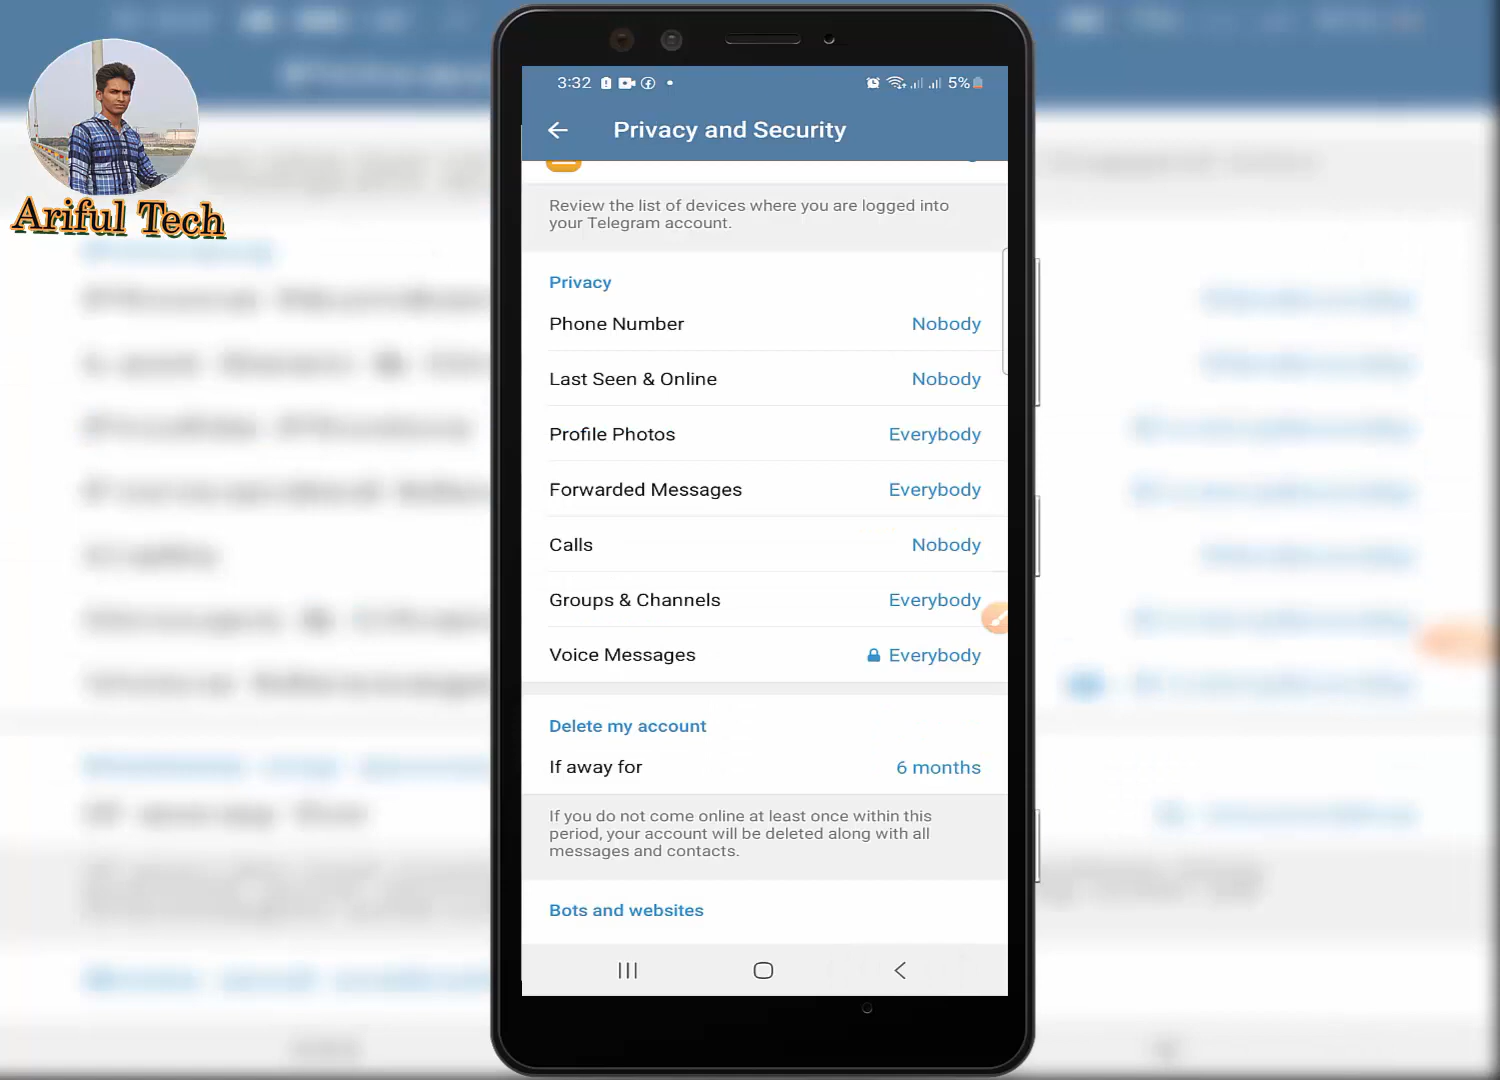 Ariful Tech
3:32
5%
Privacy and Security
Review the list of devices where you are logged into
your Telegram account.
Privacy
Phone Number Nobody
Last Seen & Online Nobody
Profile Photos Everybody
Forwarded Messages Everybody
Calls Nobody
Groups & Channels Everybody
Voice Messages Everybody
Delete my account
If away for 6 months
If you do not come online at least once within this
period, your account will be deleted along with all
messages and contacts.
Bots and websites